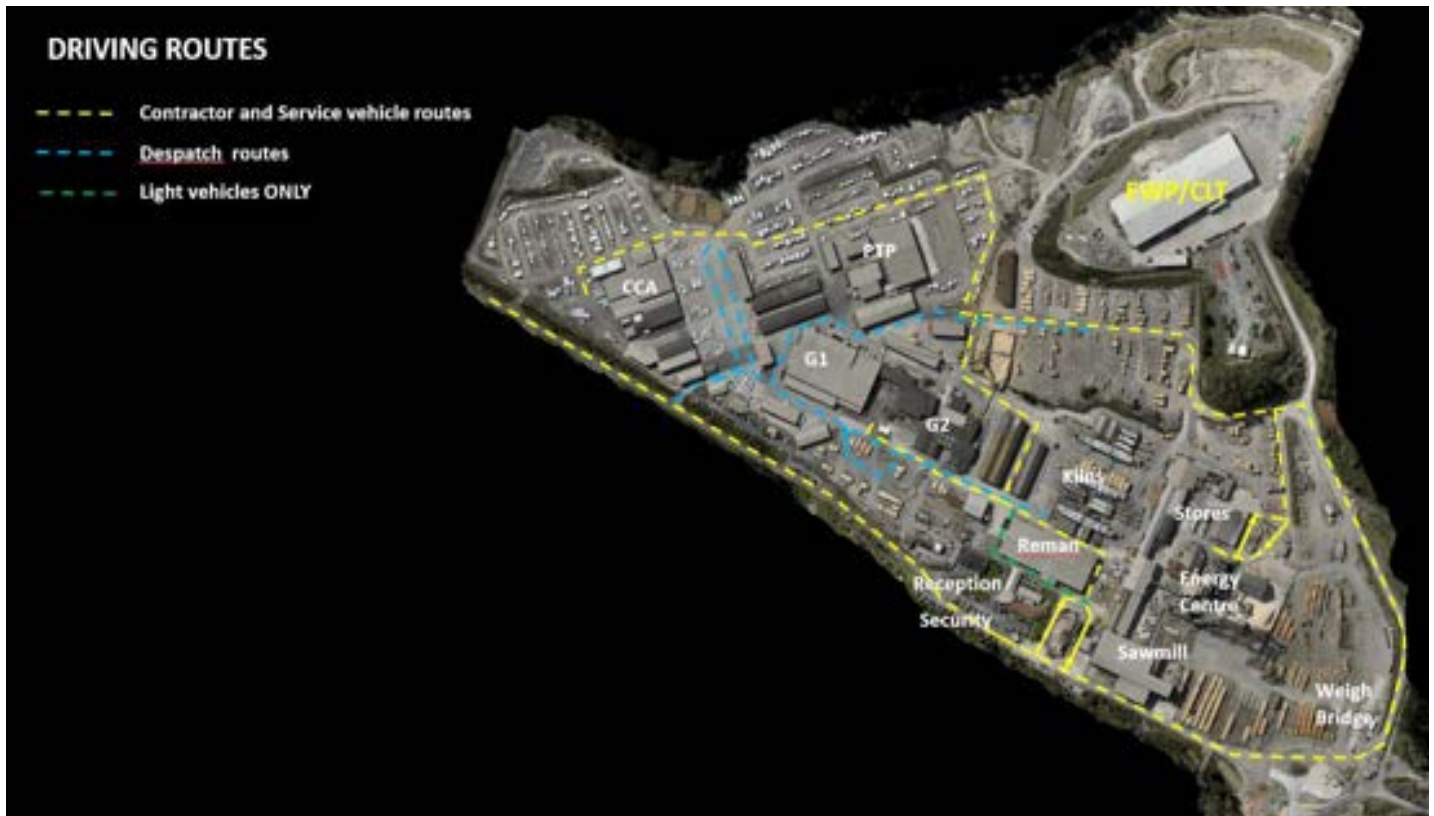 DRIVING ROUTES
Contractor and Service vehicle routes
Despatch routes
Light vehicles ONLY
EWP/CLT
PTP
CCA
G1
G2
Kilns
Stores
Reman
Energy
Centre
Reception
Security
Sawmill
Weigh
Bridge